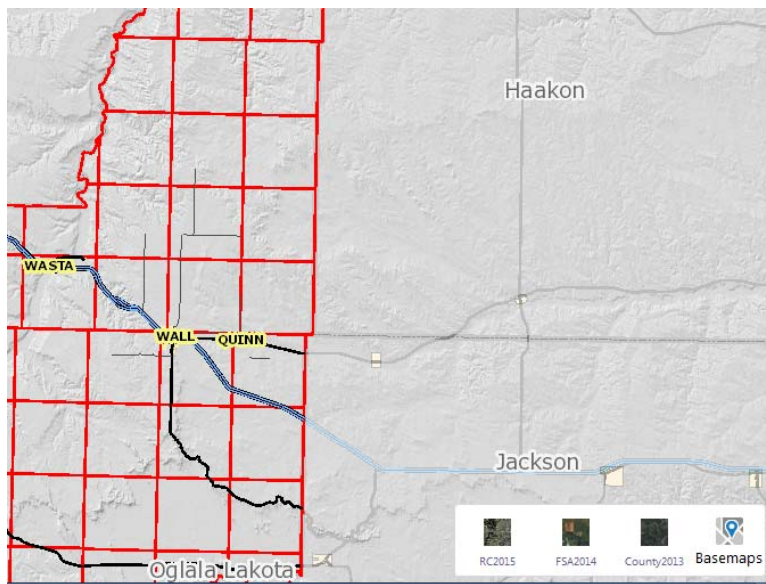 Haakon
WASTA
WALL
QUINN
Jackson
RC2015
FSA2014
County2013
Basemaps
Oglala Lakota